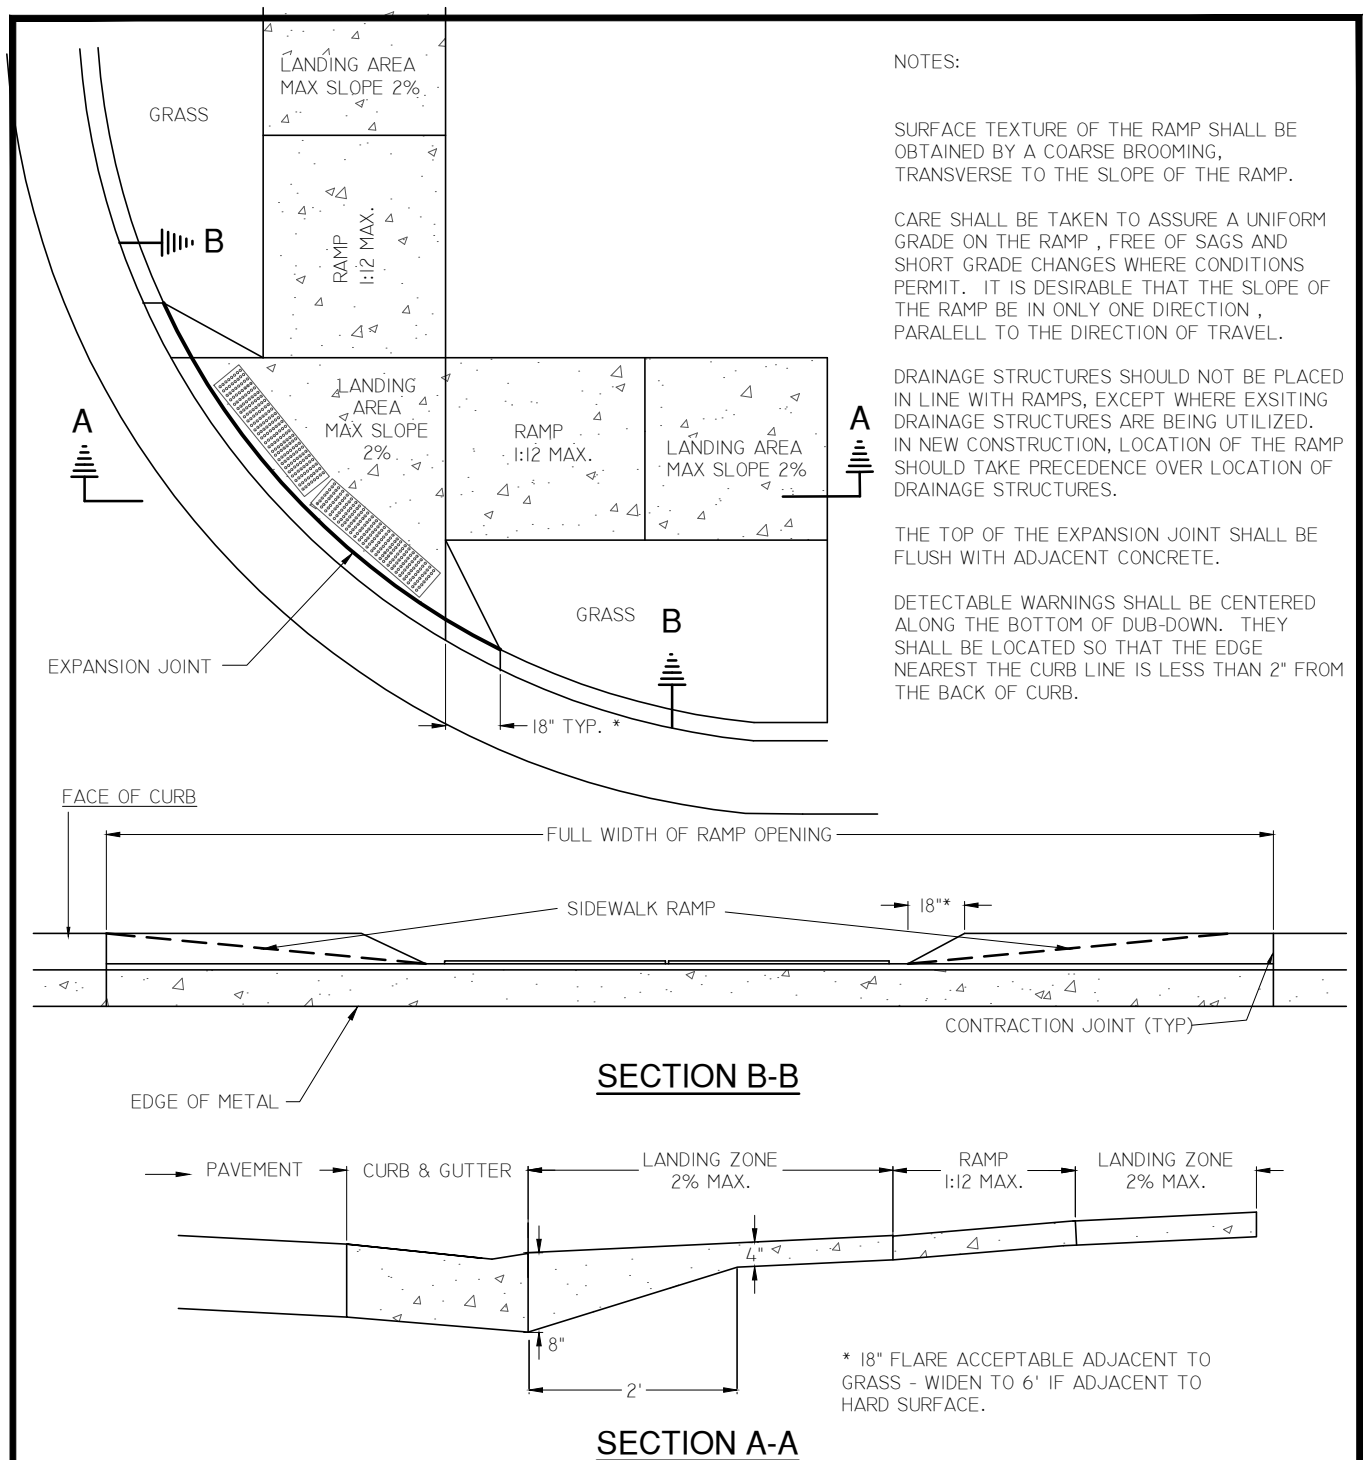 LANDING AREA
MAX SLOPE 2%
GRASS
RAMP
1:12 MAX.
B
A
LANDING
AREA
MAX SLOPE
2%
RAMP
1:12 MAX.
LANDING AREA
MAX SLOPE 2%
A
GRASS
B
EXPANSION JOINT
18" TYP. *
NOTES:
SURFACE TEXTURE OF THE RAMP SHALL BE
OBTAINED BY A COARSE BROOMING,
TRANSVERSE TO THE SLOPE OF THE RAMP.
CARE SHALL BE TAKEN TO ASSURE A UNIFORM
GRADE ON THE RAMP , FREE OF SAGS AND
SHORT GRADE CHANGES WHERE CONDITIONS
PERMIT. IT IS DESIRABLE THAT THE SLOPE OF
THE RAMP BE IN ONLY ONE DIRECTION ,
PARALELL TO THE DIRECTION OF TRAVEL.
DRAINAGE STRUCTURES SHOULD NOT BE PLACED
IN LINE WITH RAMPS, EXCEPT WHERE EXSITING
DRAINAGE STRUCTURES ARE BEING UTILIZED.
IN NEW CONSTRUCTION, LOCATION OF THE RAMP
SHOULD TAKE PRECEDENCE OVER LOCATION OF
DRAINAGE STRUCTURES.
THE TOP OF THE EXPANSION JOINT SHALL BE
FLUSH WITH ADJACENT CONCRETE.
DETECTABLE WARNINGS SHALL BE CENTERED
ALONG THE BOTTOM OF DUB-DOWN. THEY
SHALL BE LOCATED SO THAT THE EDGE
NEAREST THE CURB LINE IS LESS THAN 2" FROM
THE BACK OF CURB.
FACE OF CURB
FULL WIDTH OF RAMP OPENING
SIDEWALK RAMP
18"*
CONTRACTION JOINT (TYP)
SECTION B-B
EDGE OF METAL
PAVEMENT
CURB & GUTTER
LANDING ZONE
2% MAX.
RAMP
1:12 MAX.
LANDING ZONE
2% MAX.
4"
8"
2'
* 18" FLARE ACCEPTABLE ADJACENT TO
GRASS - WIDEN TO 6' IF ADJACENT TO
HARD SURFACE.
SECTION A-A